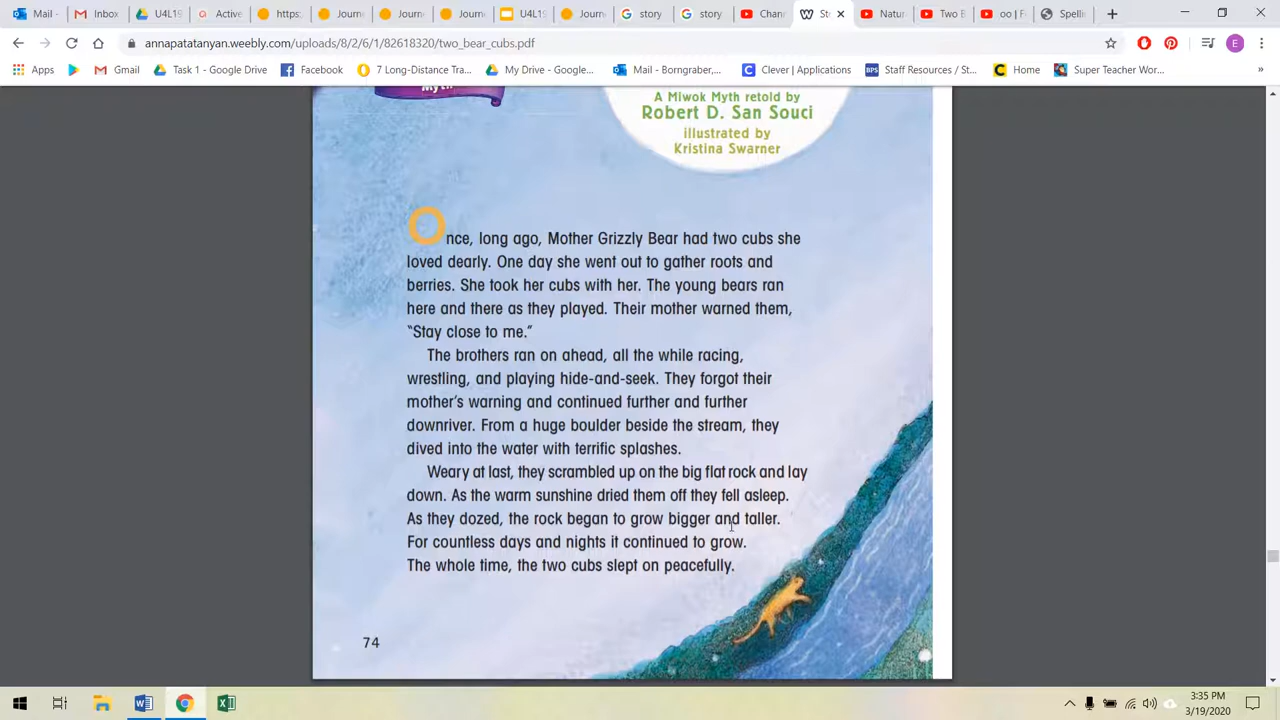 Mail -
Inbox
U4L19
Active
https:
Journe
Journe
Journe
U4L19
Journe
story
story
Chan
St
Natur
Two B
oo | F
Spelli
annapatatanyan.weebly.com/uploads/8/2/6/1/82618320/two_bear_cubs.pdf
E
Apps
Gmail
Task 1 - Google Drive
Facebook
7 Long-Distance Tra...
My Drive - Google...
Mail - Borngraber,...
Clever | Applications
BPS Staff Resources / St...
Home
Super Teacher Wor...
»
Myth
A Miwok Myth retold by
Robert D. San Souci
illustrated by
Kristina Swarner
Once, long ago, Mother Grizzly Bear had two cubs she
loved dearly. One day she went out to gather roots and
berries. She took her cubs with her. The young bears ran
here and there as they played. Their mother warned them,
“Stay close to me.”
The brothers ran on ahead, all the while racing,
wrestling, and playing hide-and-seek. They forgot their
mother’s warning and continued further and further
downriver. From a huge boulder beside the stream, they
dived into the water with terrific splashes.
Weary at last, they scrambled up on the big flat rock and lay
down. As the warm sunshine dried them off they fell asleep.
As they dozed, the rock began to grow bigger and taller.
For countless days and nights it continued to grow.
The whole time, the two cubs slept on peacefully.
74
3:35 PM
3/19/2020